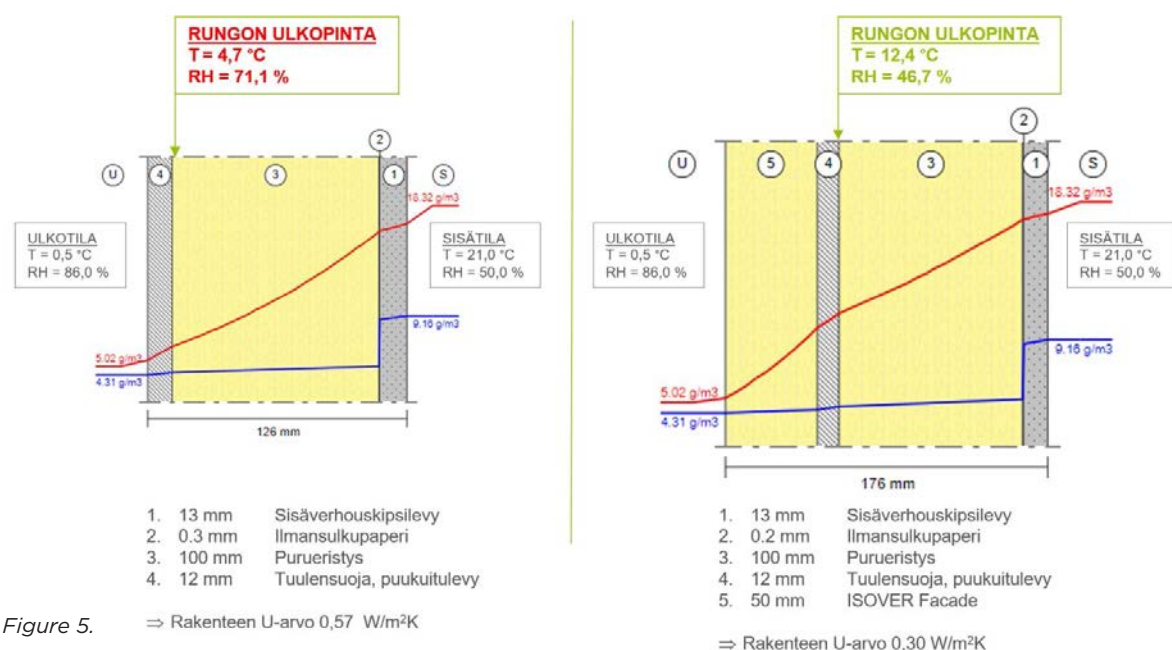 RUNGON ULKOPINTA
T = 4,7 °C
RH = 71,1 %
2
U
4
3
1
S
18.32 g/m3
ULKOTILA
T = 0,5 °C
RH = 86,0 %
SISÄTILA
T = 21,0 °C
RH = 50,0 %
9.16 g/m3
5.02 g/m3
4.31 g/m3
126 mm
1. 13 mm Sisäverhouskipsilevy
2. 0.3 mm Ilmansulkupaperi
3. 100 mm Purueristys
4. 12 mm Tuulensuoja, puukuitulevy
⇒ Rakenteen U-arvo 0,57 W/m²K
Figure 5.
RUNGON ULKOPINTA
T = 12,4 °C
RH = 46,7 %
2
U
5
4
3
1
S
18.32 g/m3
ULKOTILA
T = 0,5 °C
RH = 86,0 %
SISÄTILA
T = 21,0 °C
RH = 50,0 %
9.16 g/m3
5.02 g/m3
4.31 g/m3
176 mm
1. 13 mm Sisäverhouskipsilevy
2. 0.2 mm Ilmansulkupaperi
3. 100 mm Purueristys
4. 12 mm Tuulensuoja, puukuitulevy
5. 50 mm ISOVER Facade
⇒ Rakenteen U-arvo 0,30 W/m²K